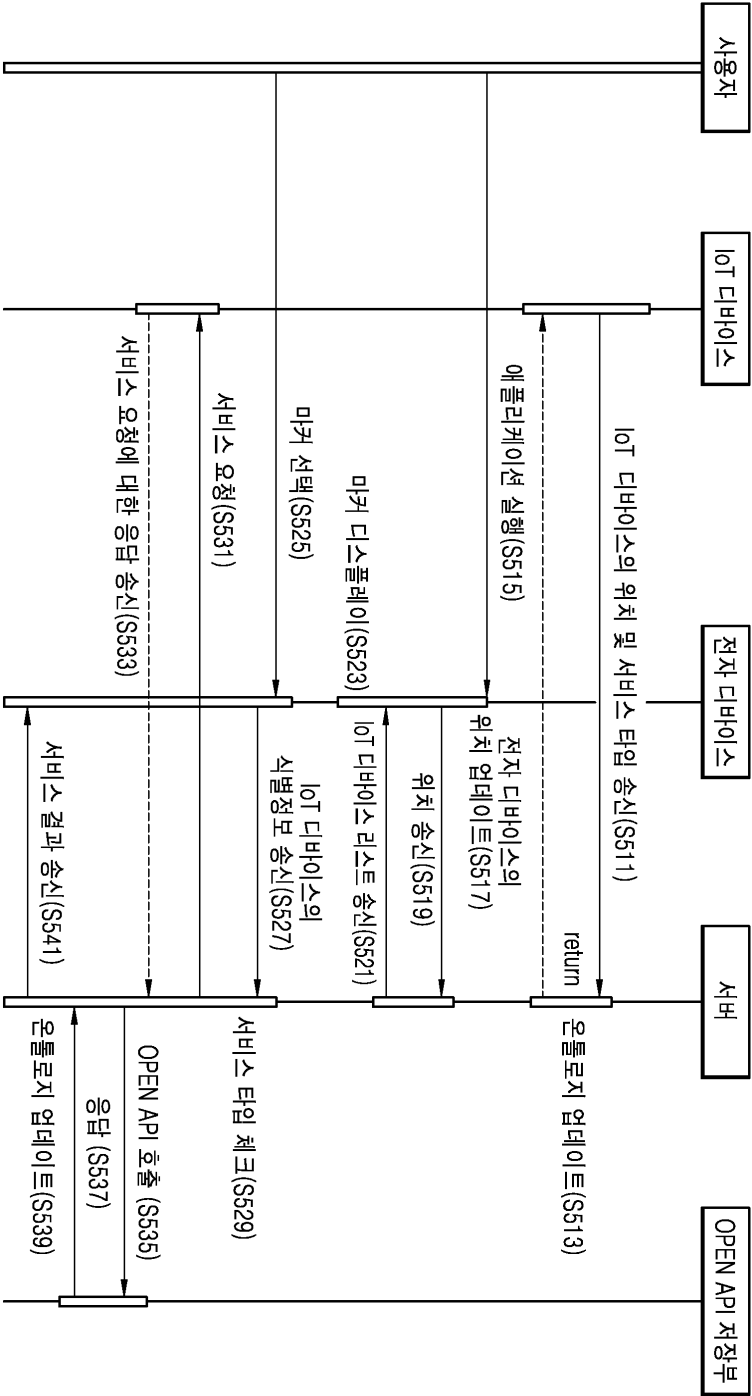 사용자
IoT 디바이스
전자 디바이스
서버
OPEN API 저장부
IoT 디바이스의 위치 및 서비스 타입 송신(S511)
온톨로지 업데이트(S513)
return
애플리케이션 실행(S515)
전자 디바이스의
위치 업데이트(S517)
위치 송신(S519)
IoT 디바이스 리스트 송신(S521)
마커 디스플레이(S523)
마커 선택(S525)
IoT 디바이스의
식별정보 송신(S527)
서비스 타입 체크(S529)
서비스 요청(S531)
서비스 요청에 대한 응답 송신(S533)
OPEN API 호출 (S535)
응답 (S537)
온톨로지 업데이트(S539)
서비스 결과 송신(S541)